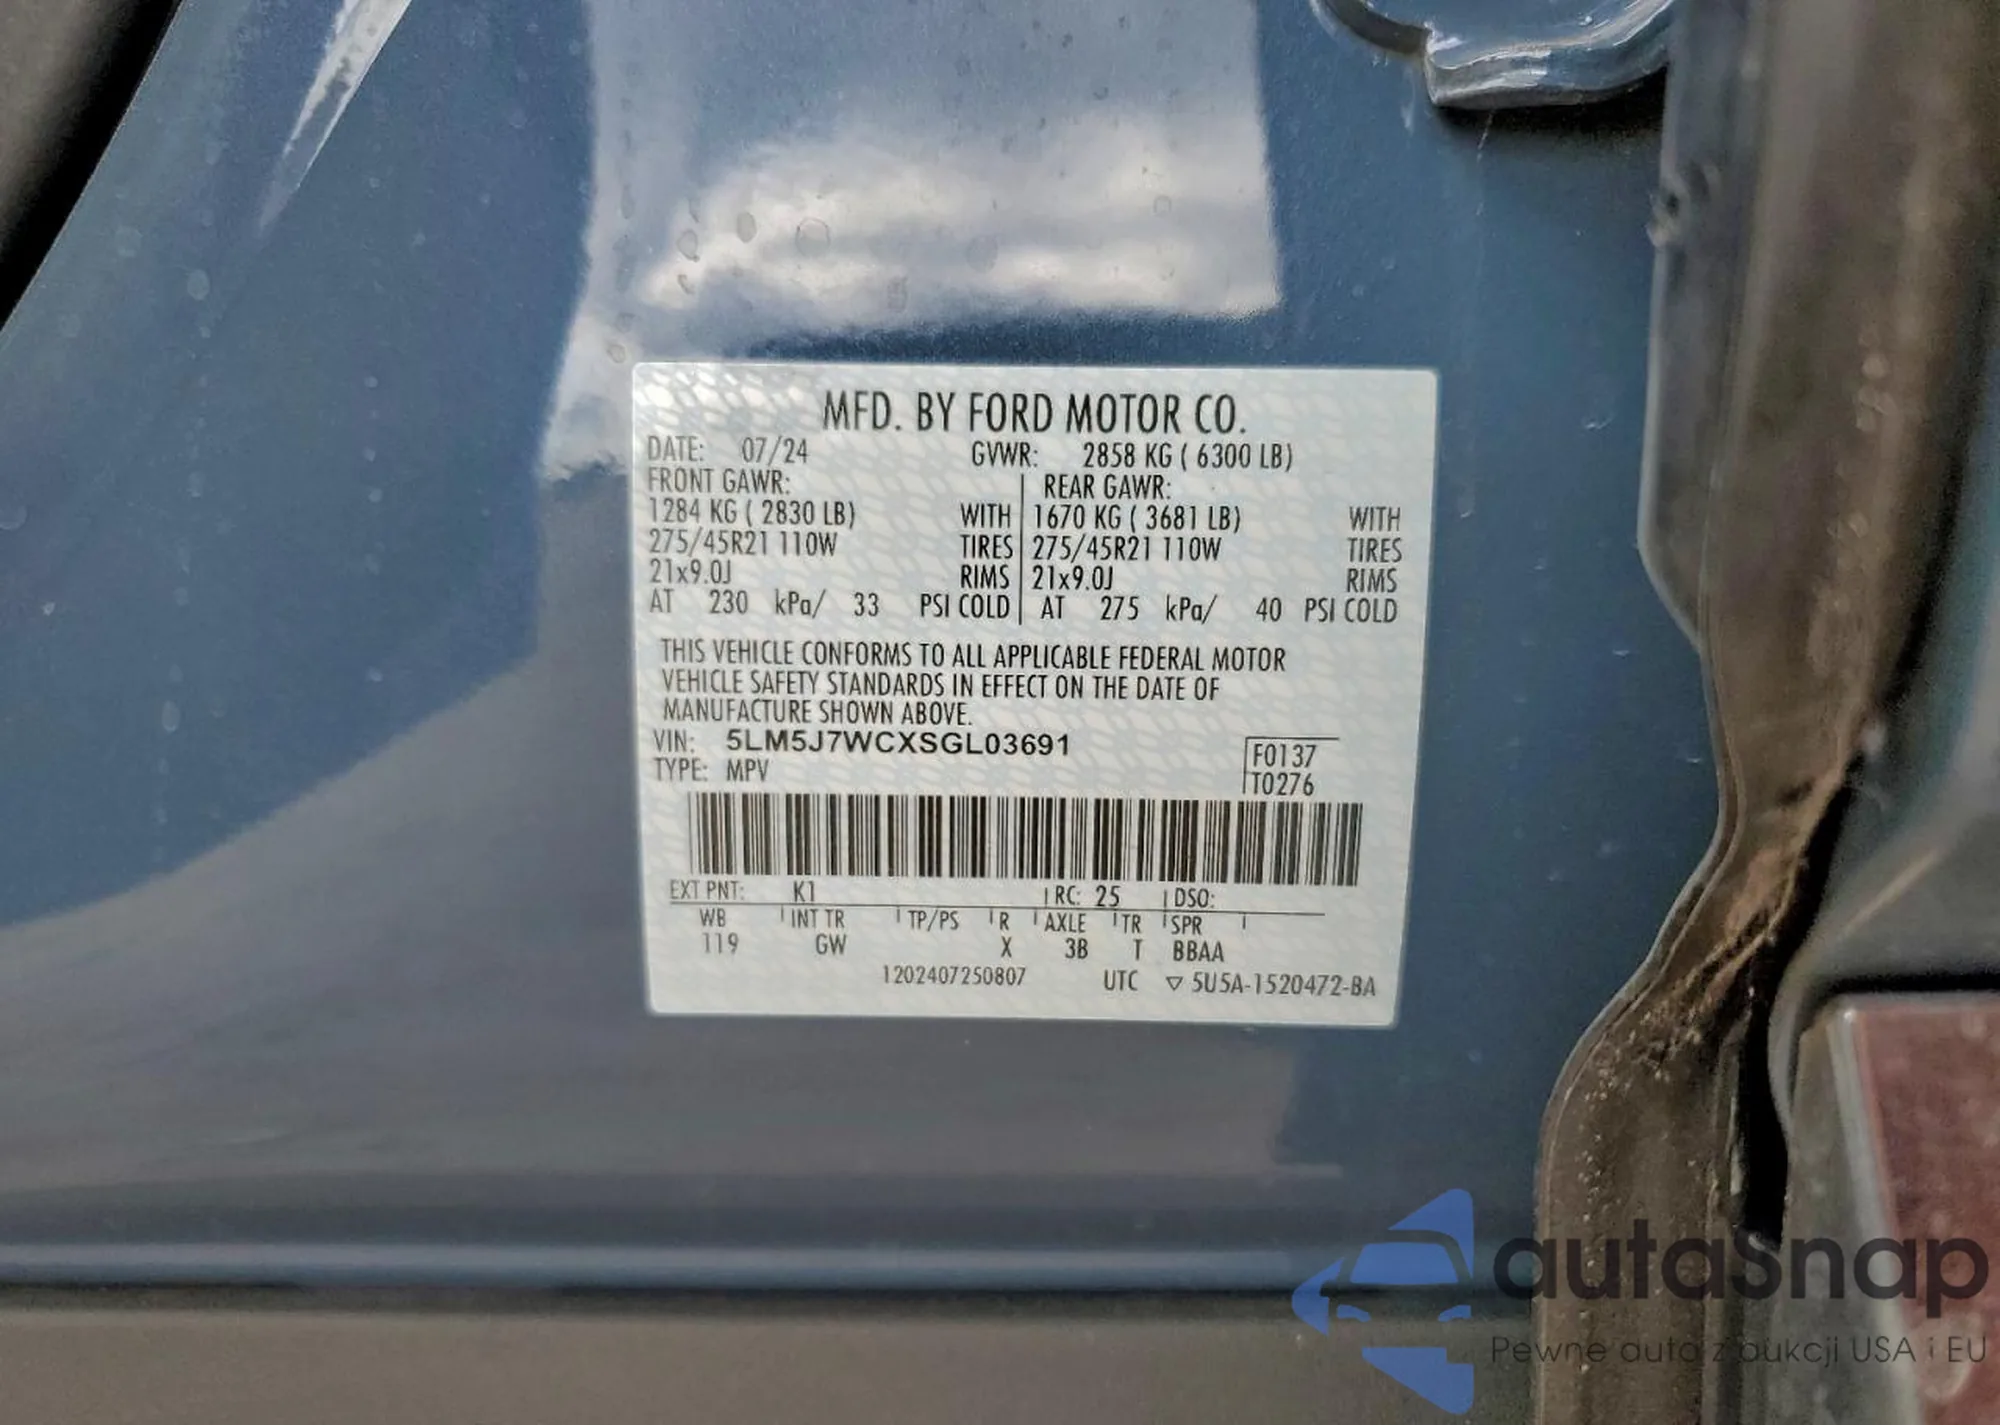 MFD. BY FORD MOTOR CO.
DATE: 07/24 GVWR: 2858 KG ( 6300 LB)
FRONT GAWR: REAR GAWR:
1284 KG ( 2830 LB) WITH 1670 KG ( 3681 LB) WITH
275/45R21 110W TIRES 275/45R21 110W TIRES
21x9.0J RIMS 21x9.0J RIMS
AT 230 kPa/ 33 PSI COLD AT 275 kPa/ 40 PSI COLD
THIS VEHICLE CONFORMS TO ALL APPLICABLE FEDERAL MOTOR
VEHICLE SAFETY STANDARDS IN EFFECT ON THE DATE OF
MANUFACTURE SHOWN ABOVE.
VIN: 5LM5J7WCXSGL03691
F0137
TYPE: MPV
T0276
EXT PNT: K1 RC: 25 DSO:
WB INT TR TP/PS R AXLE TR SPR
119 GW X 3B T BBAA
1202407250807 UTC ▽ 5U5A-1520472-BA
autasnap
Pewne auto z aukcji USA i EU